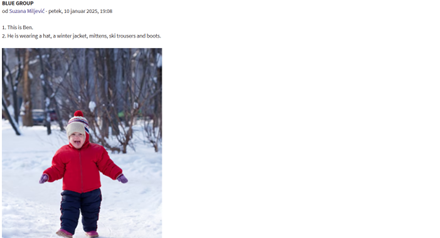 BLUE GROUP
od Suzana Miljević - petek, 10 januar 2025, 19:08
1. This is Ben.
2. He is wearing a hat, a winter jacket, mittens, ski trousers and boots.